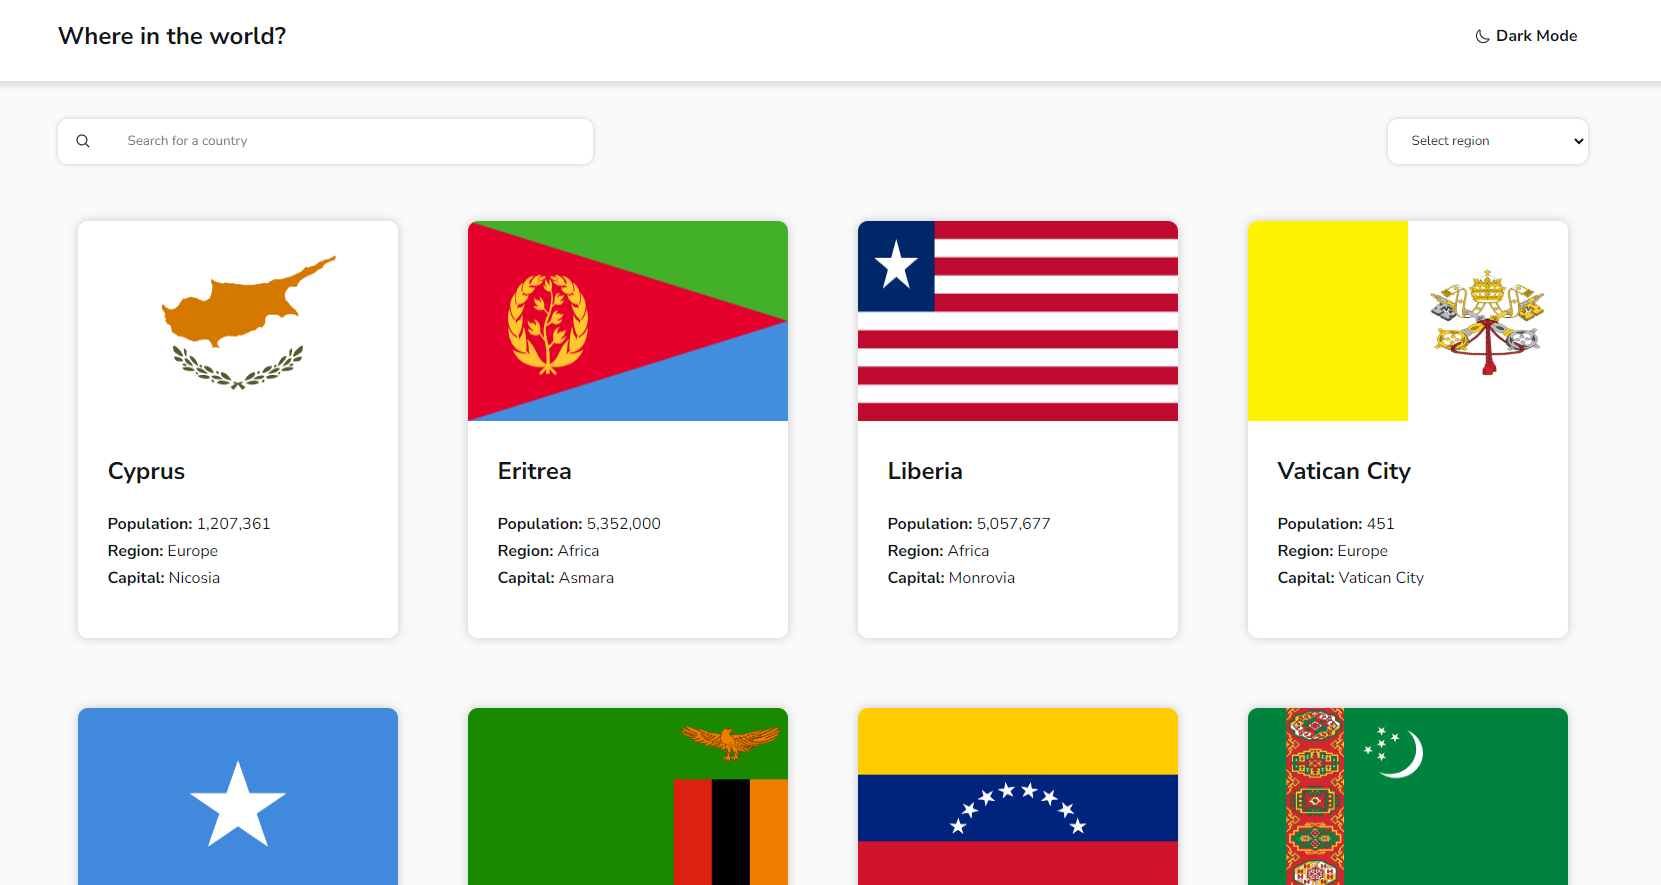 Where in the world?
Dark Mode
Search for a country
Select region
Cyprus
Population: 1,207,361
Region: Europe
Capital: Nicosia
Eritrea
Population: 5,352,000
Region: Africa
Capital: Asmara
Liberia
Population: 5,057,677
Region: Africa
Capital: Monrovia
Vatican City
Population: 451
Region: Europe
Capital: Vatican City